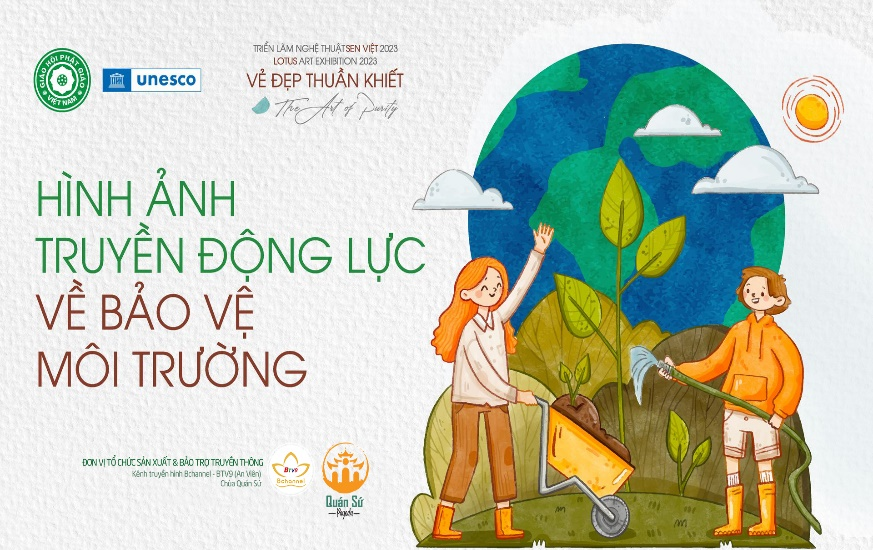 GIÁO HỘI PHẬT GIÁO
VIỆT NAM
unesco
TRIỂN LÃM NGHỆ THUẬT SEN VIỆT 2023
LOTUS ART EXHIBITION 2023
VẺ ĐẸP THUẦN KHIẾT
The Art of Purity
HÌNH ẢNH
TRUYỀN ĐỘNG LỰC
VỀ BẢO VỆ
MÔI TRƯỜNG
ĐƠN VỊ TỔ CHỨC SẢN XUẤT & BẢO TRỢ TRUYỀN THÔNG
Kênh truyền hình Bchannel - BTV9 (An Viên)
Chùa Quán Sứ
BTV9
Bchannel
Quán Sứ
Pagoda